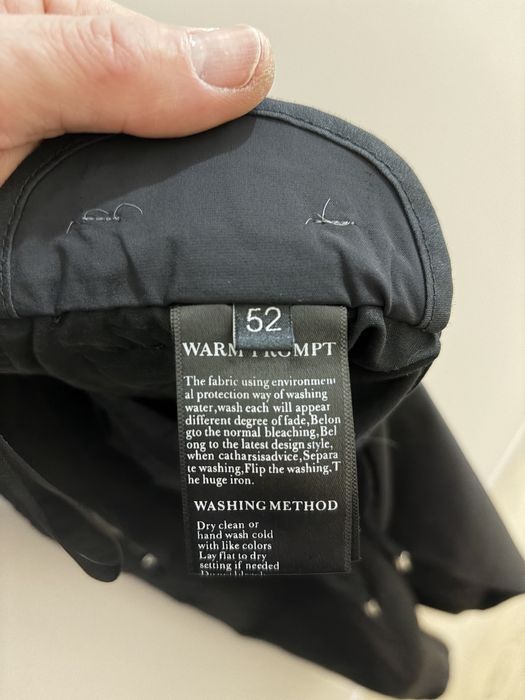 52
WARM PROMPT
The fabric using environmen
al protection way of washing
water,wash each will appear
different degree of fade,Belon
gto the normal bleaching,Bel
ong to the latest design style,
when catharsisadvice,Separa
te washing,Flip the washing.T
he huge iron.
WASHING METHOD
Dry clean or
hand wash cold
with like colors
Lay flat to dry
setting if needed